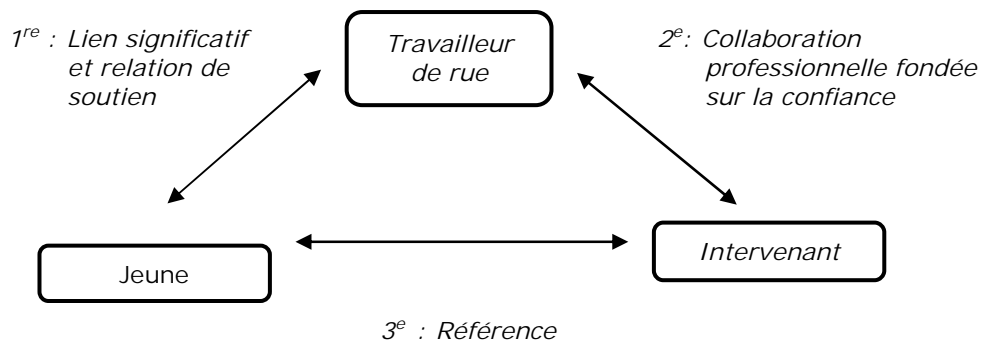 1re : Lien significatif
et relation de
soutien
Travailleur
de rue
2e: Collaboration
professionnelle fondée
sur la confiance
Jeune
Intervenant
3e : Référence